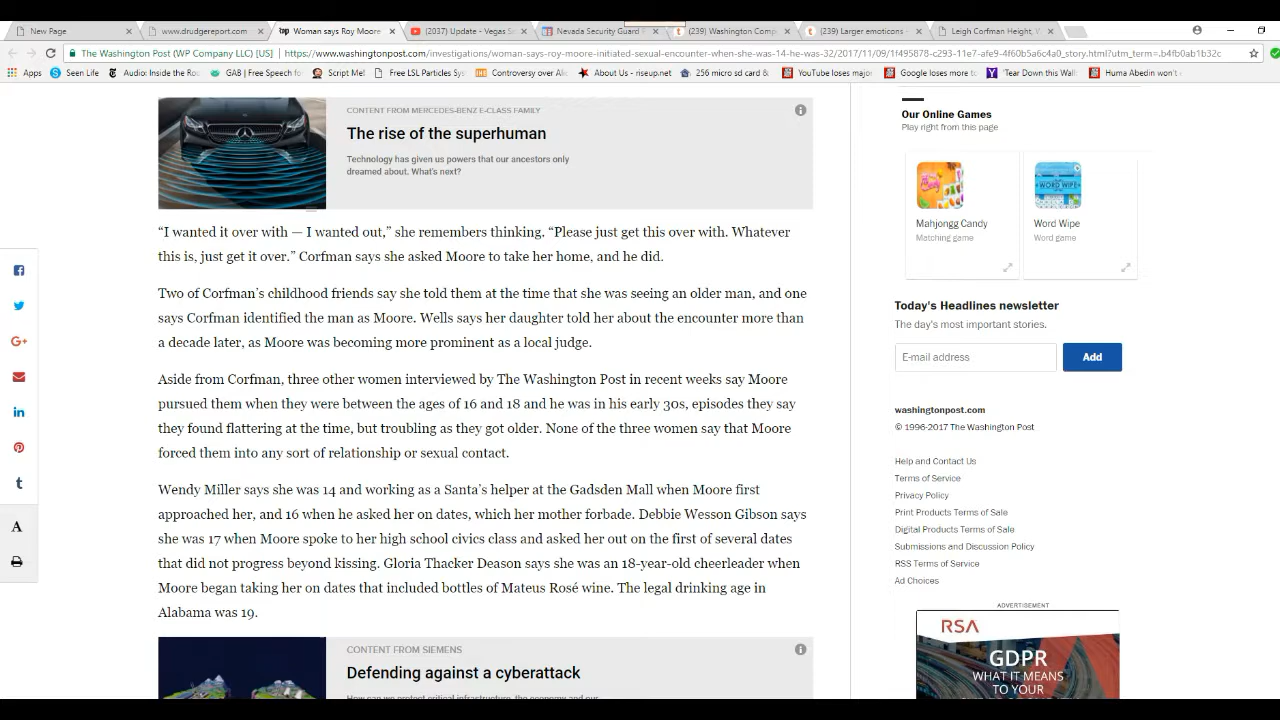 New Page
www.drudgereport.com
Woman says Roy Moore
(2037) Update - Vegas S
Nevada Security Guard
(239) Washington Comp
(239) Larger emoticons
Leigh Corfman Height, W
The Washington Post (WP Company LLC) [US] | https://www.washingtonpost.com/investigations/woman-says-roy-moore-initiated-sexual-encounter-when-she-was-14-he-was-32/2017/11/09/1f495878-c293-11e7-afe9-4f60b5a6c4a0_story.html?utm_term=.b4fb0ab1b32c
Apps
Seen Life
Audio: Inside the Roo
GA8 | Free Speech for
Script Me!
Free LSL Particles Sys
Controversy over Ali
About Us - riseup.net
256 micro sd card &
YouTube loses major
Google loses more to
'Tear Down this Wall
Huma Abedin won't
CONTENT FROM MERCEDES-BENZ E-CLASS FAMILY
The rise of the superhuman
Technology has given us powers that our ancestors only
dreamed about. What's next?
“I wanted it over with — I wanted out,” she remembers thinking. “Please just get this over with. Whatever
this is, just get it over.” Corfman says she asked Moore to take her home, and he did.
Two of Corfman’s childhood friends say she told them at the time that she was seeing an older man, and one
says Corfman identified the man as Moore. Wells says her daughter told her about the encounter more than
a decade later, as Moore was becoming more prominent as a local judge.
Aside from Corfman, three other women interviewed by The Washington Post in recent weeks say Moore
pursued them when they were between the ages of 16 and 18 and he was in his early 30s, episodes they say
they found flattering at the time, but troubling as they got older. None of the three women say that Moore
forced them into any sort of relationship or sexual contact.
Wendy Miller says she was 14 and working as a Santa’s helper at the Gadsden Mall when Moore first
approached her, and 16 when he asked her on dates, which her mother forbade. Debbie Wesson Gibson says
she was 17 when Moore spoke to her high school civics class and asked her out on the first of several dates
that did not progress beyond kissing. Gloria Thacker Deason says she was an 18-year-old cheerleader when
Moore began taking her on dates that included bottles of Mateus Rosé wine. The legal drinking age in
Alabama was 19.
CONTENT FROM SIEMENS
Defending against a cyberattack
How can we protect critical infrastructure, the economy and our
Our Online Games
Play right from this page
WORD WIPE
Mahjongg Candy
Matching game
Word Wipe
Word game
Today's Headlines newsletter
The day's most important stories.
E-mail address
Add
washingtonpost.com
© 1996-2017 The Washington Post
Help and Contact Us
Terms of Service
Privacy Policy
Print Products Terms of Sale
Digital Products Terms of Sale
Submissions and Discussion Policy
RSS Terms of Service
Ad Choices
ADVERTISEMENT
RSA
GDPR
WHAT IT MEANS
TO YOUR